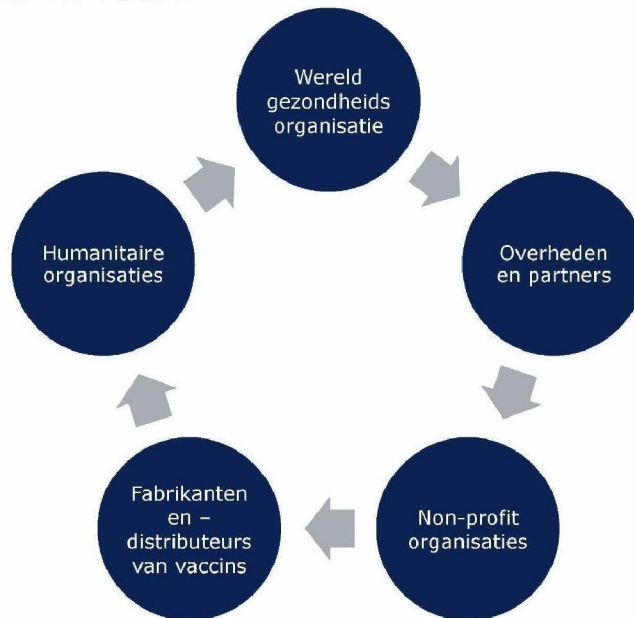 Wereld
gezondheids
organisatie
Overheden
en partners
Non-profit
organisaties
Fabrikanten
en –
distributeurs
van vaccins
Humanitaire
organisaties